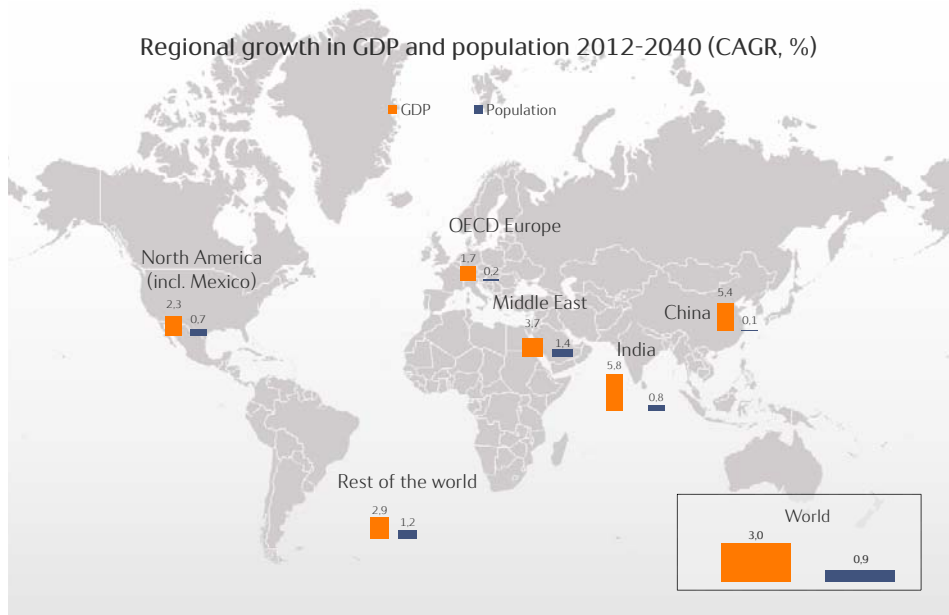 Regional growth in GDP and population 2012-2040 (CAGR, %)
GDP Population
OECD Europe
1,7
0,2
North America
(incl. Mexico)
2,3
0,7
Middle East
3,7
1,4
China
5,4
0,1
India
5,8
0,8
Rest of the world
2,9
1,2
World
3,0
0,9